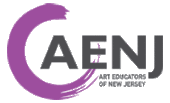 AENJ
ART EDUCATORS
OF NEW JERSEY